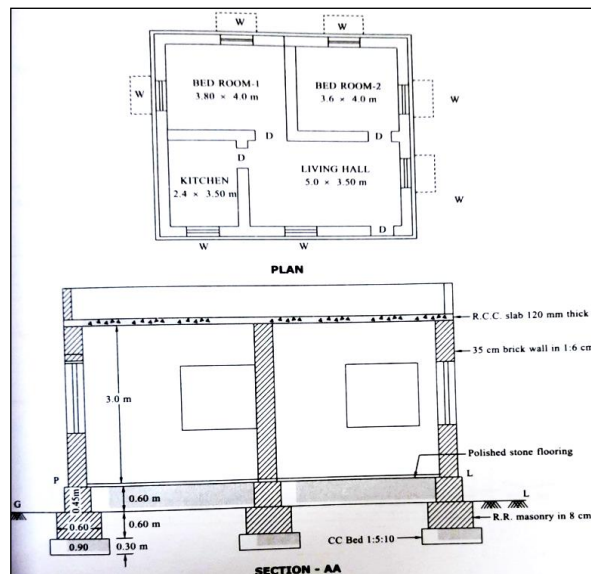 W
W
BED ROOM-1
3.80 × 4.0 m
BED ROOM-2
3.6 × 4.0 m
W
W
D
D
D
KITCHEN
2.4 × 3.50 m
LIVING HALL
5.0 × 3.50 m
W
D
W
W
PLAN
R.C.C. slab 120 mm thick
35 cm brick wall in 1:6 cm
3.0 m
Polished stone flooring
P
L
0.45m
0.60 m
G
L
0.60
0.60 m
R.R. masonry in 8 cm
0.90
0.30 m
CC Bed 1:5:10
SECTION - AA